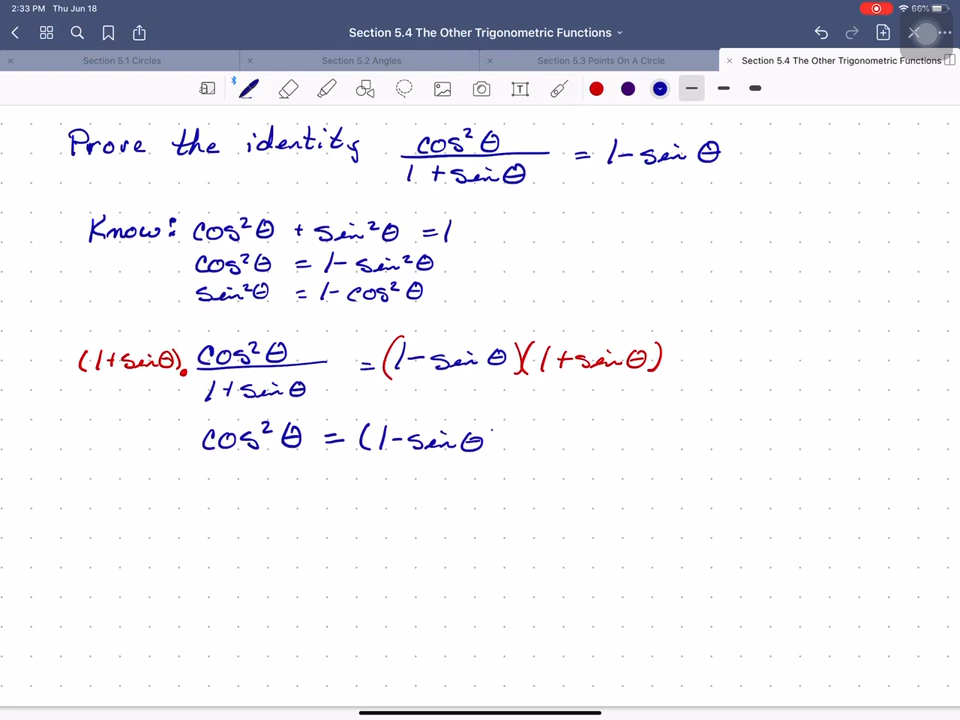 2:33 PM Thu Jun 18 66%
Section 5.4 The Other Trigonometric Functions
Section 5.1 Circles Section 5.2 Angles Section 5.3 Points On A Circle Section 5.4 The Other Trigonometric Functions
Prove the identity cos²θ / 1 + sinθ = 1 - sin θ
Know: cos²θ + sin²θ = 1
cos²θ = 1 - sin²θ
sin²θ = 1 - cos²θ
(1 + sinθ) · cos²θ / 1 + sin θ = (1 - sin θ)(1 + sin θ)
cos²θ = (1 - sin θ